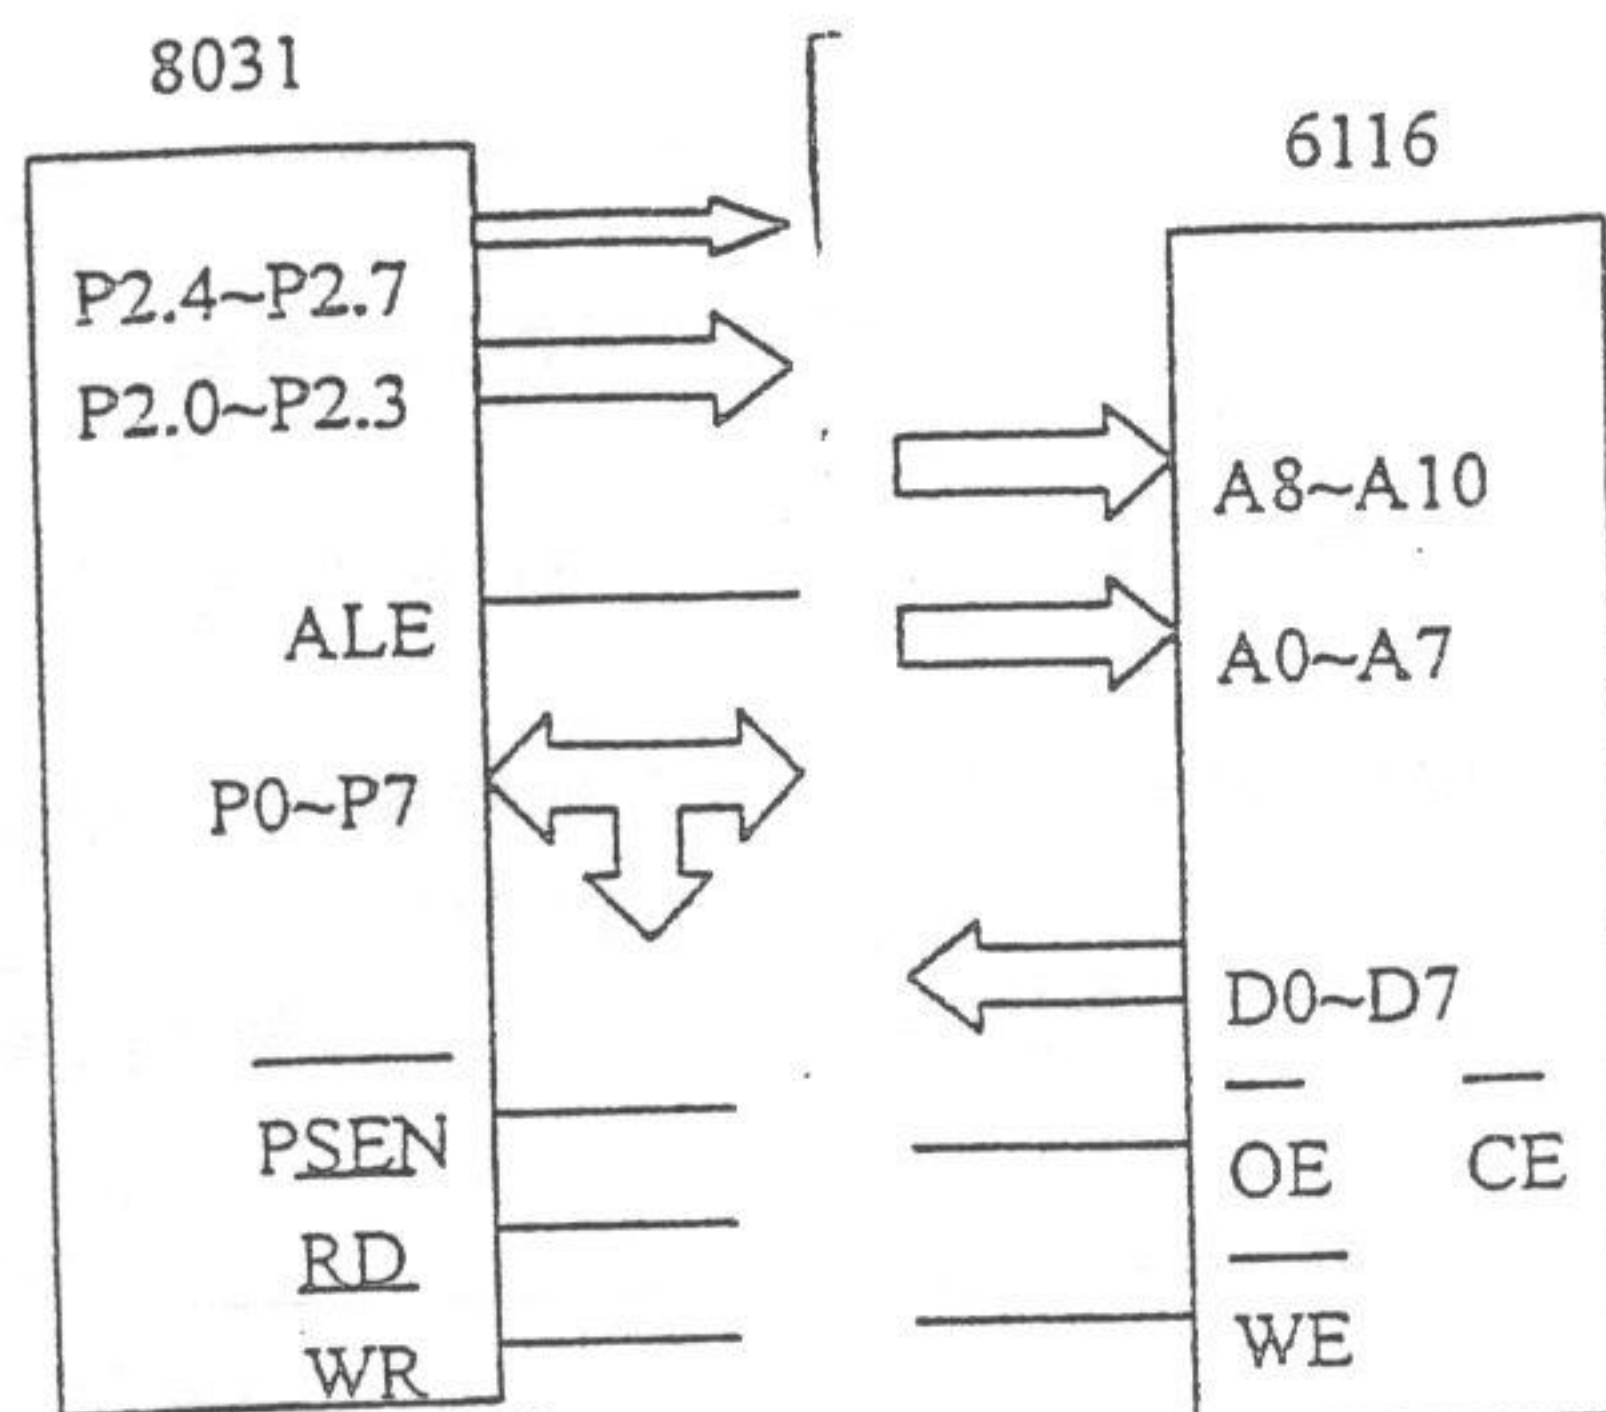 8031
6116
P2.4~P2.7
P2.0~P2.3
A8~A10
ALE
A0~A7
P0~P7
D0~D7
PSEN
OE CE
RD
WE
WR